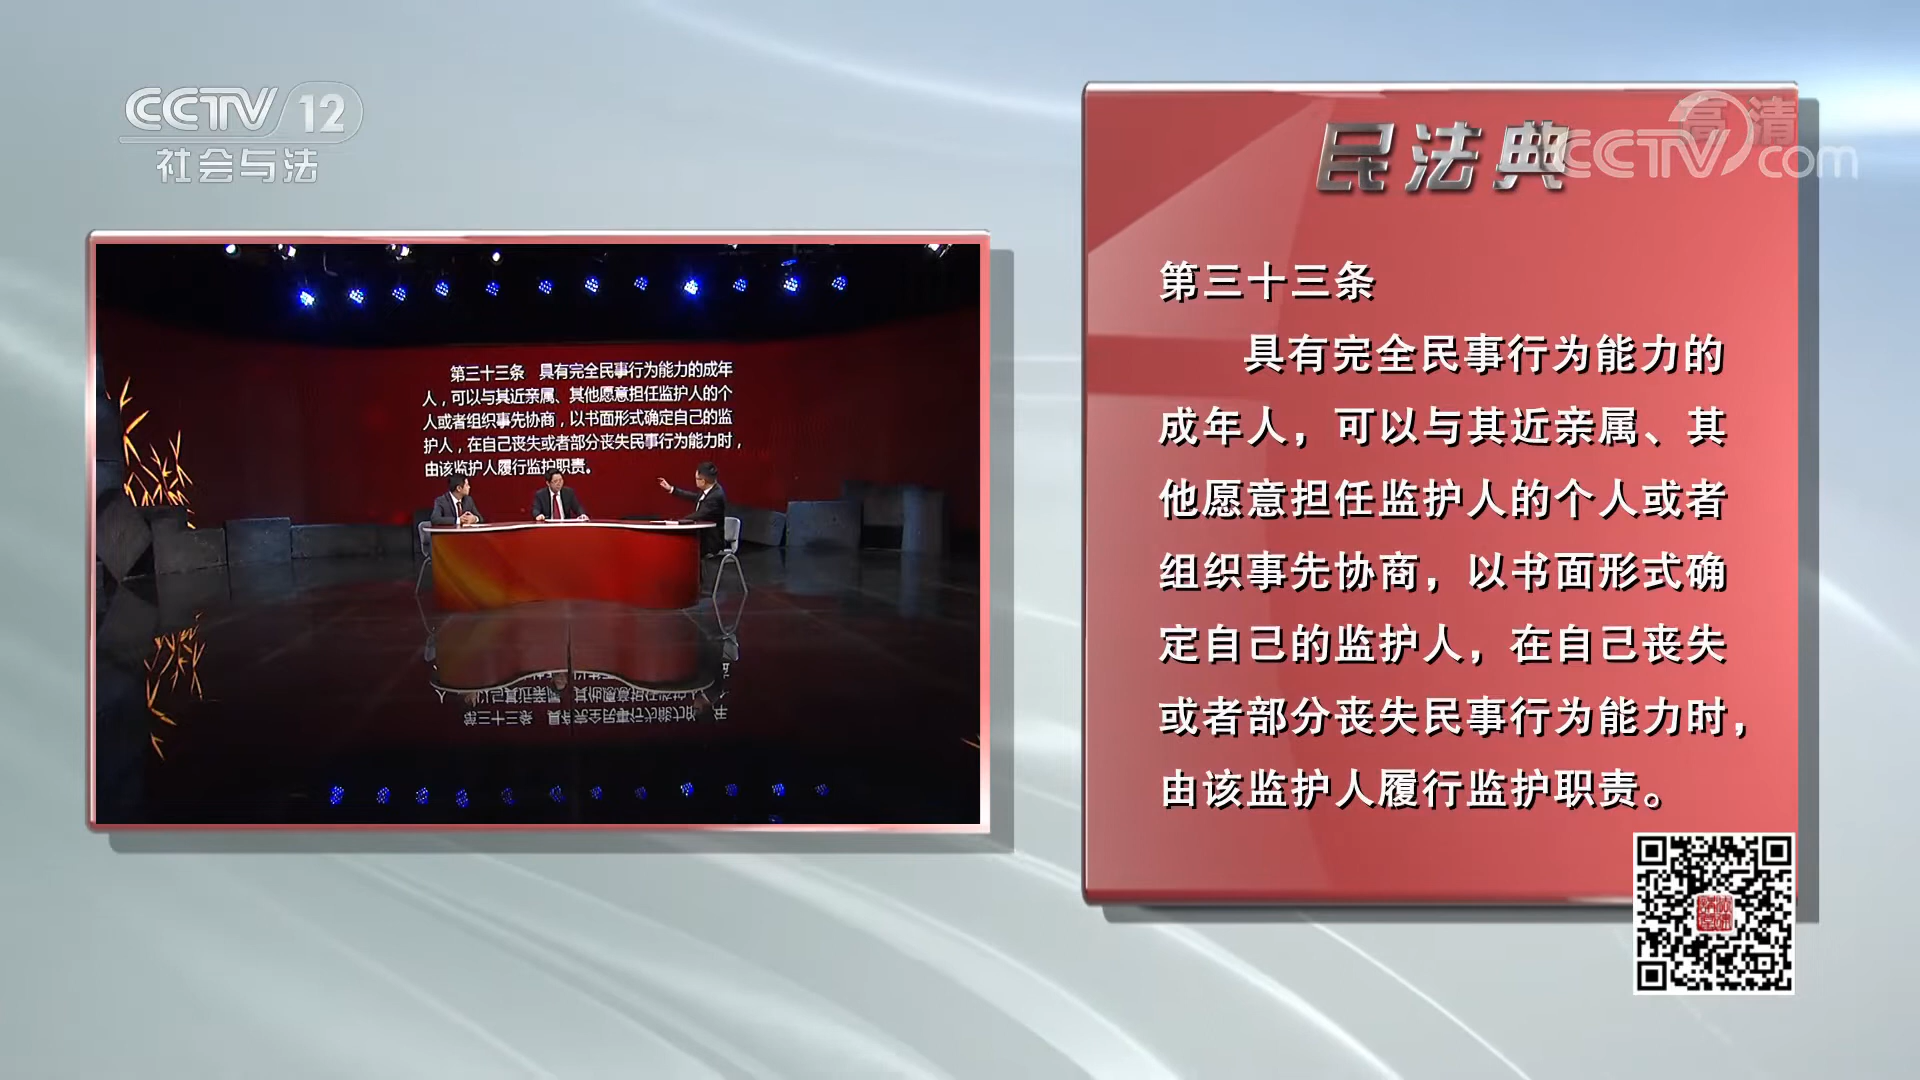 CCTV 12
社会与法
高清
CCTV com
民法典
第三十三条
具有完全民事行为能力的
成年人，可以与其近亲属、其
他愿意担任监护人的个人或者
组织事先协商，以书面形式确
定自己的监护人，在自己丧失
或者部分丧失民事行为能力时，
由该监护人履行监护职责。
第三十三条 具有完全民事行为能力的成年
人，可以与其近亲属、其他愿意担任监护人的个
人或者组织事先协商，以书面形式确定自己的监
护人，在自己丧失或者部分丧失民事行为能力时，
由该监护人履行监护职责。